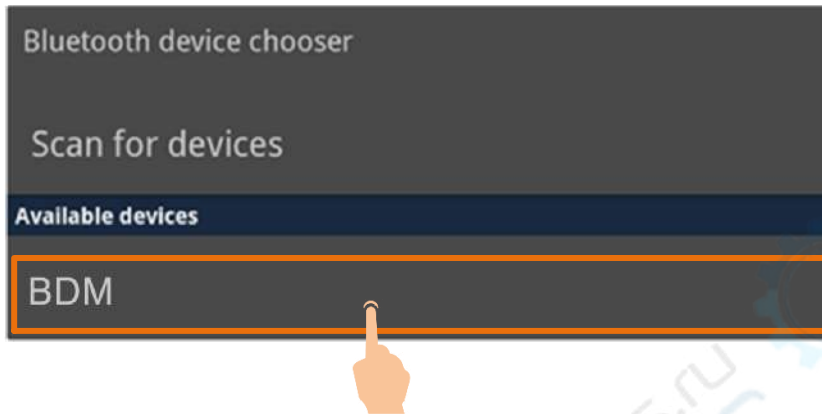 Bluetooth device chooser
Scan for devices
Available devices
BDM